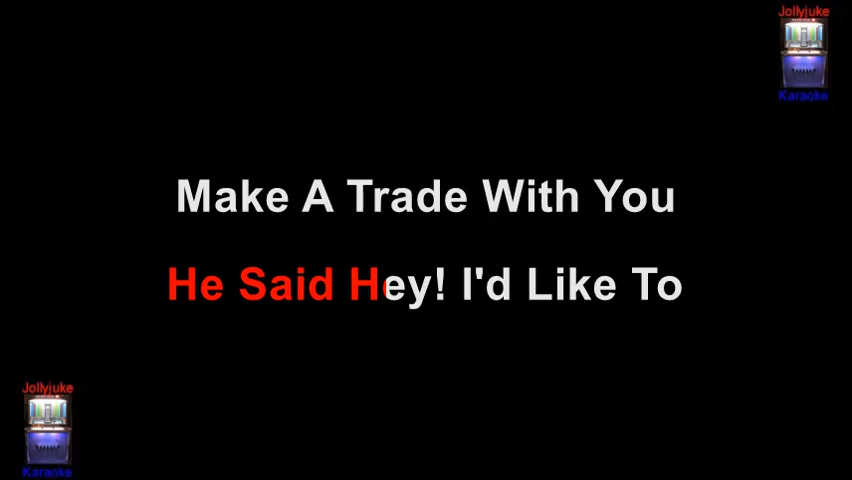 Jollyjuke
Karaoke
Make A Trade With You
He Said Hey! I'd Like To
Jollyjuke
Karaoke